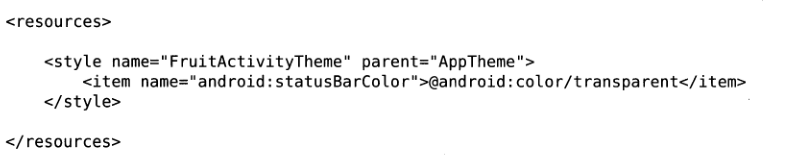 <resources>

    <style name="FruitActivityTheme" parent="AppTheme">
        <item name="android:statusBarColor">@android:color/transparent</item>
    </style>

</resources>